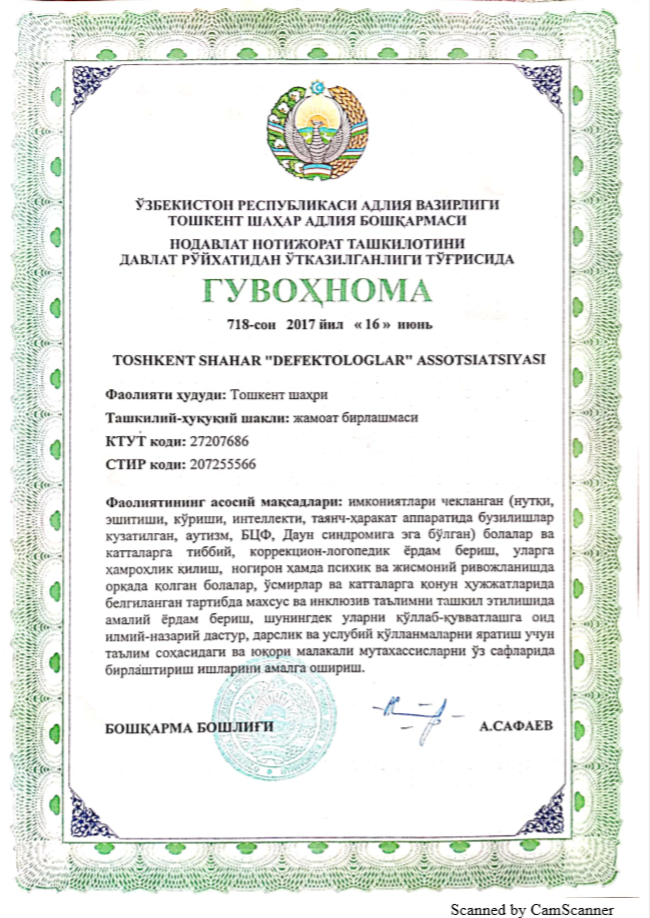 ЎЗБЕКИСТОН РЕСПУБЛИКАСИ АДЛИЯ ВАЗИРЛИГИ
ТОШКЕНТ ШАҲАР АДЛИЯ БОШҚАРМАСИ
НОДАВЛАТ НОТИЖОРАТ ТАШКИЛОТИНИ
ДАВЛАТ РЎЙХАТИДАН ЎТКАЗИЛГАНЛИГИ ТЎҒРИСИДА
ГУВОҲНОМА
718-сон 2017 йил « 16 » июнь
TOSHKENT SHAHAR "DEFEKTOLOGLAR" ASSOTSIATSIYASI
Фаолияти ҳудуди: Тошкент шаҳри
Ташкилий-ҳуқуқий шакли: жамоат бирлашмаси
КТУТ коди: 27207686
СТИР коди: 207255566
Фаолиятининг асосий мақсадлари: имкониятлари чекланган (нутқи,
эшитиши, кўриши, интеллекти, таянч-ҳаракат аппаратида бузилишлар
кузатилган, аутизм, БЦФ, Даун синдромига эга бўлган) болалар ва
катталарга тиббий, коррекцион-логопедик ёрдам бериш, уларга
ҳамроҳлик қилиш, ногирон ҳамда психик ва жисмоний ривожланишда
орқада қолган болалар, ўсмирлар ва катталарга қонун ҳужжатларида
белгиланган тартибда махсус ва инклюзив таълимни ташкил этилишида
амалий ёрдам бериш, шунингдек уларни қўллаб-қувватлашга оид
илмий-назарий дастур, дарслик ва услубий қўлланмаларни яратиш учун
таълим соҳасидаги ва юқори малакали мутахассисларни ўз сафларида
бирлаштириш ишларини амалга ошириш.
БОШҚАРМА БОШЛИҒИ А.САФАЕВ
Scanned by CamScanner